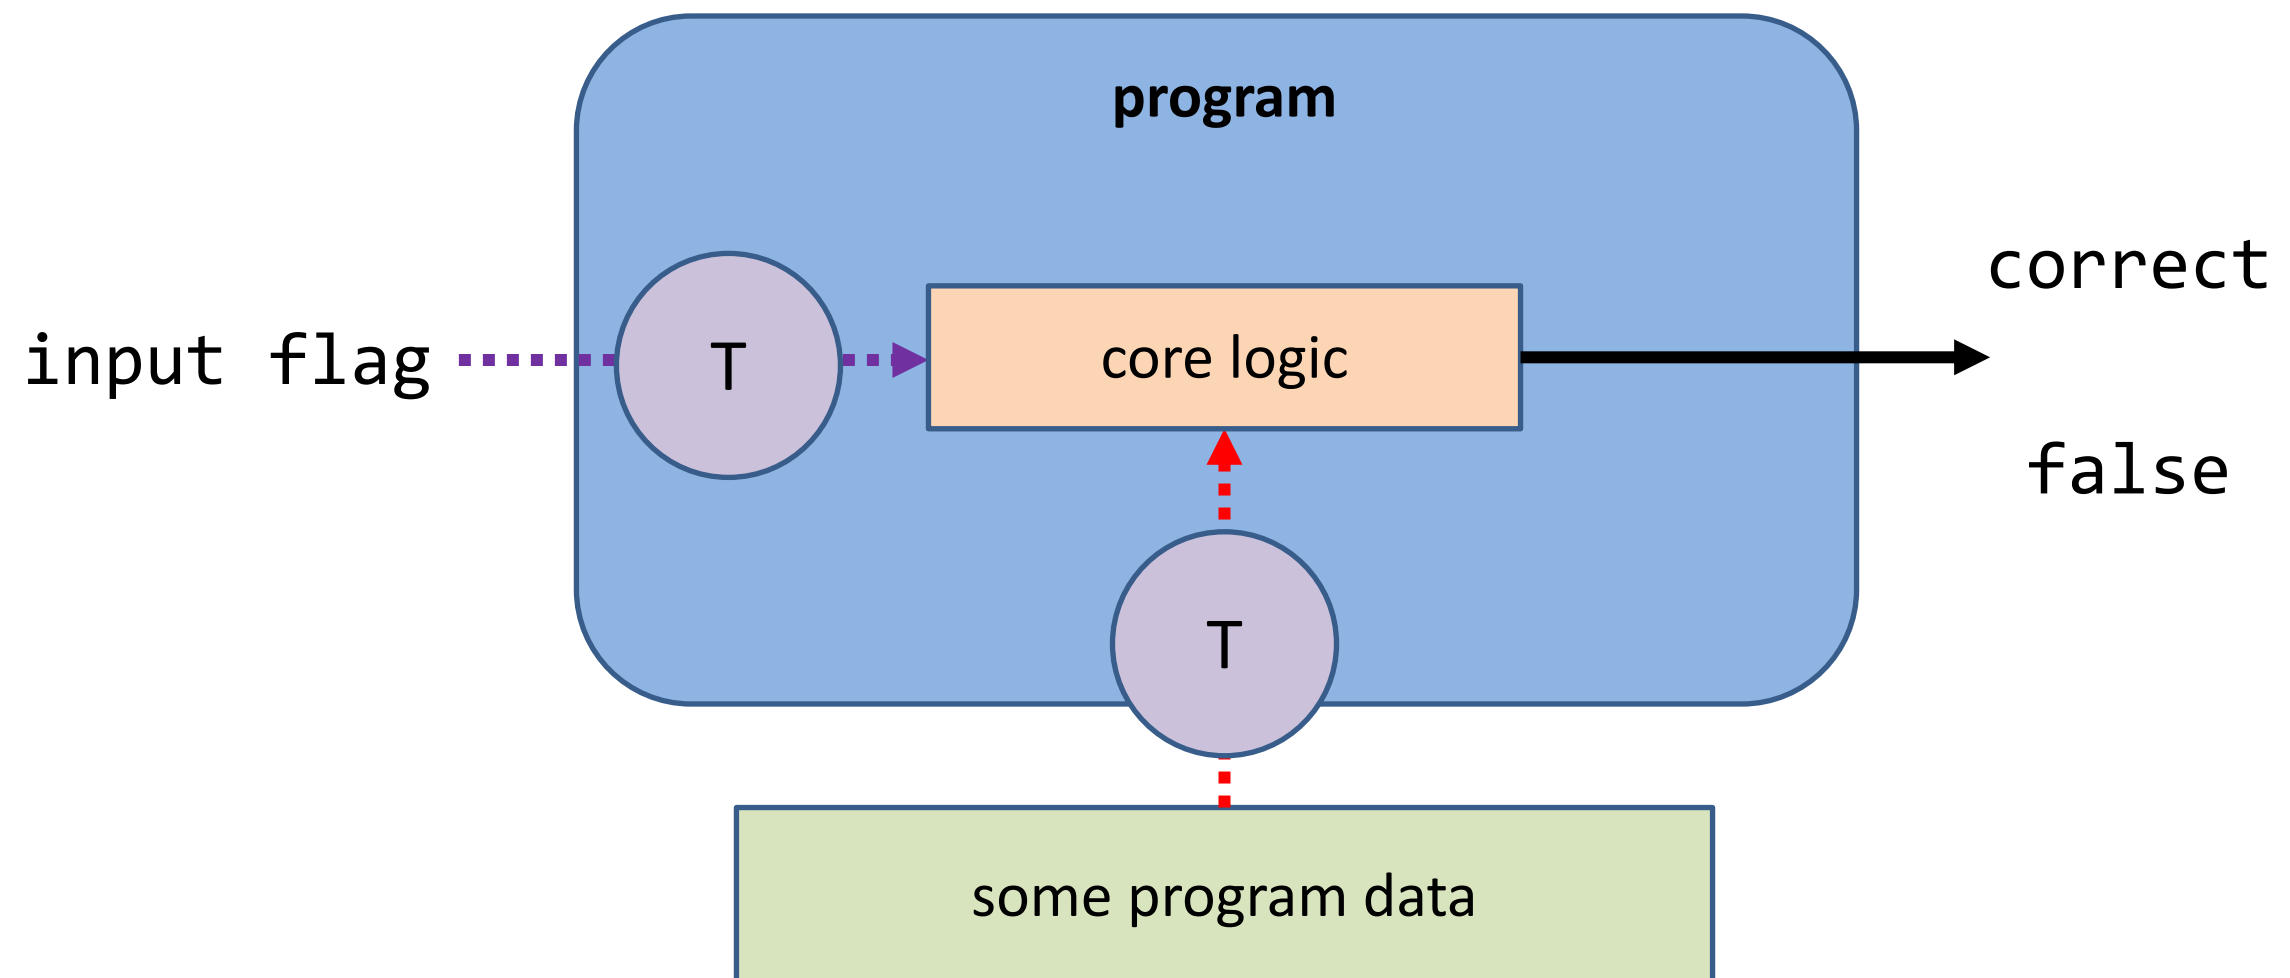 program
input flag
T
core logic
correct
false
T
some program data